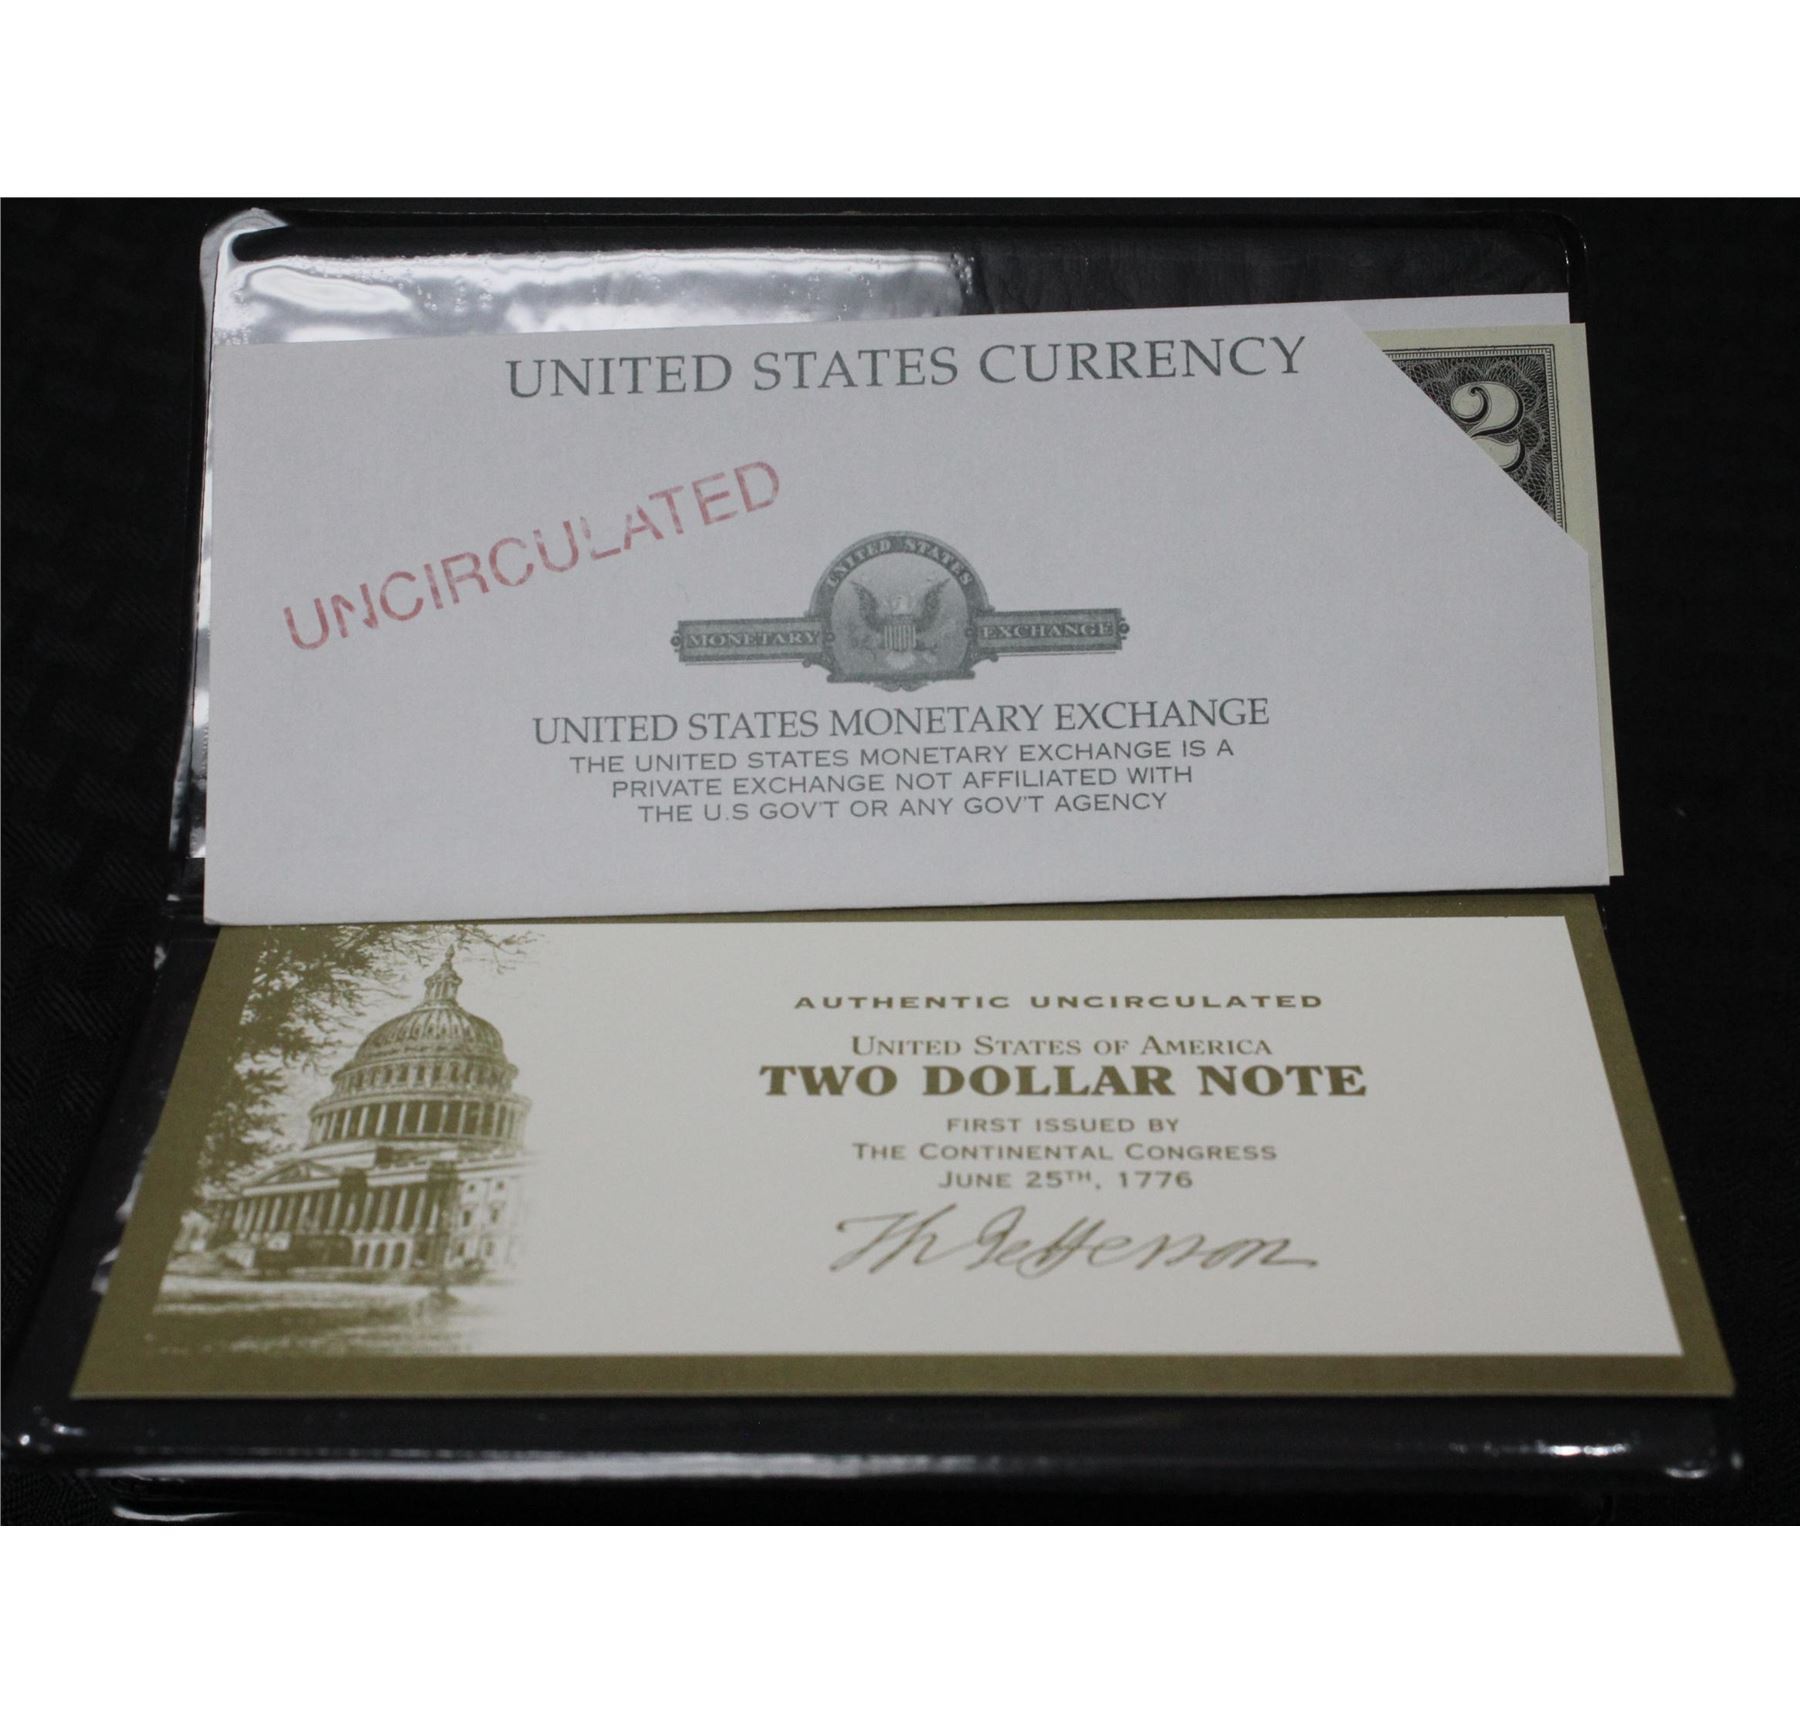 UNITED STATES CURRENCY
2
UNCIRCULATED
UNITED STATES
MONETARY EXCHANGE
UNITED STATES MONETARY EXCHANGE
THE UNITED STATES MONETARY EXCHANGE IS A
PRIVATE EXCHANGE NOT AFFILIATED WITH
THE U.S GOV'T OR ANY GOV'T AGENCY
AUTHENTIC UNCIRCULATED
UNITED STATES OF AMERICA
TWO DOLLAR NOTE
FIRST ISSUED BY
THE CONTINENTAL CONGRESS
JUNE 25TH, 1776
Th Jefferson